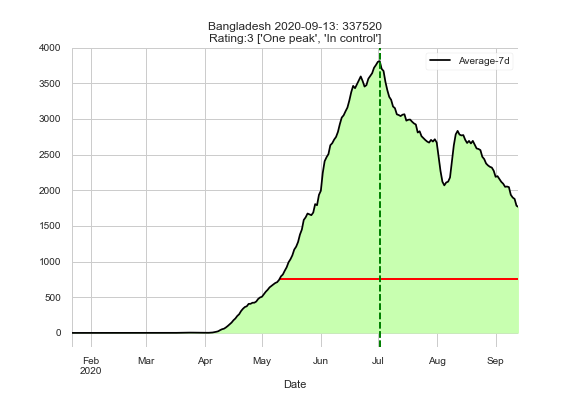 Bangladesh 2020-09-13: 337520
Rating:3 ['One peak', 'In control']
Average-7d
4000
3500
3000
2500
2000
1500
1000
500
0
Feb Mar Apr May Jun Jul Aug Sep
2020
Date